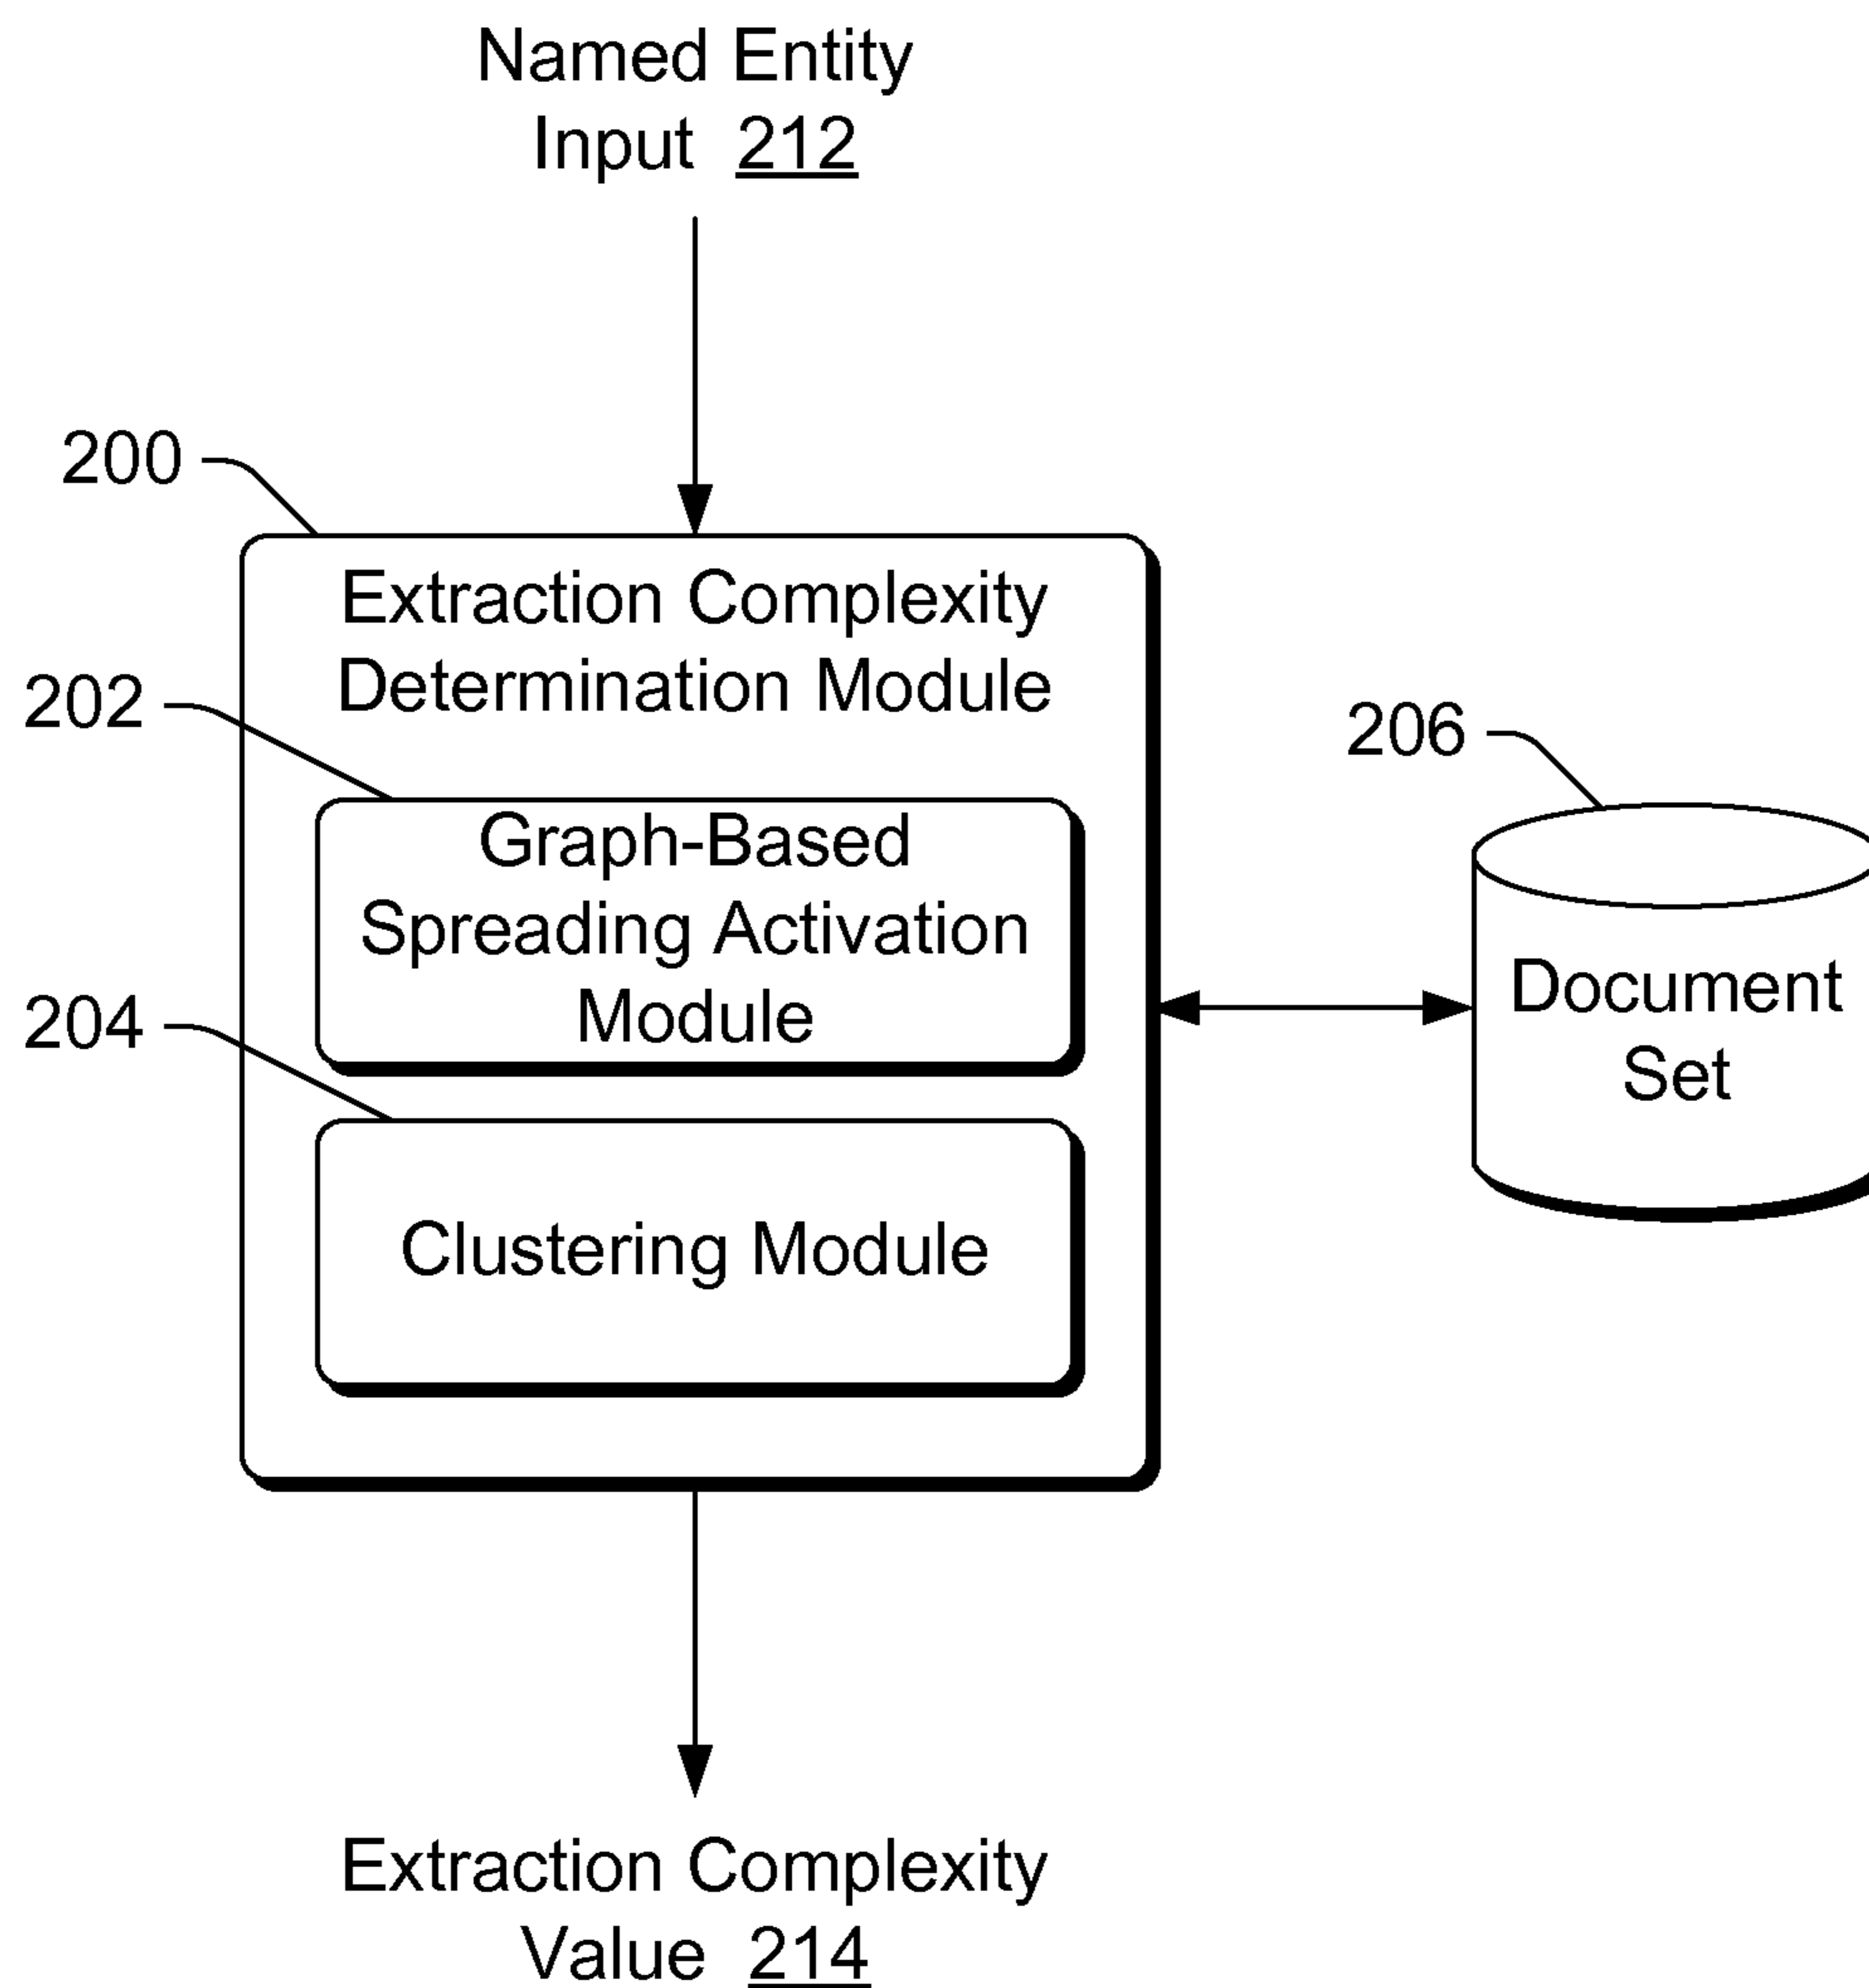 Named Entity
Input 212
200
Extraction Complexity
Determination Module
202
Graph-Based
Spreading Activation
Module
204
Clustering Module
206
Document
Set
Extraction Complexity
Value 214